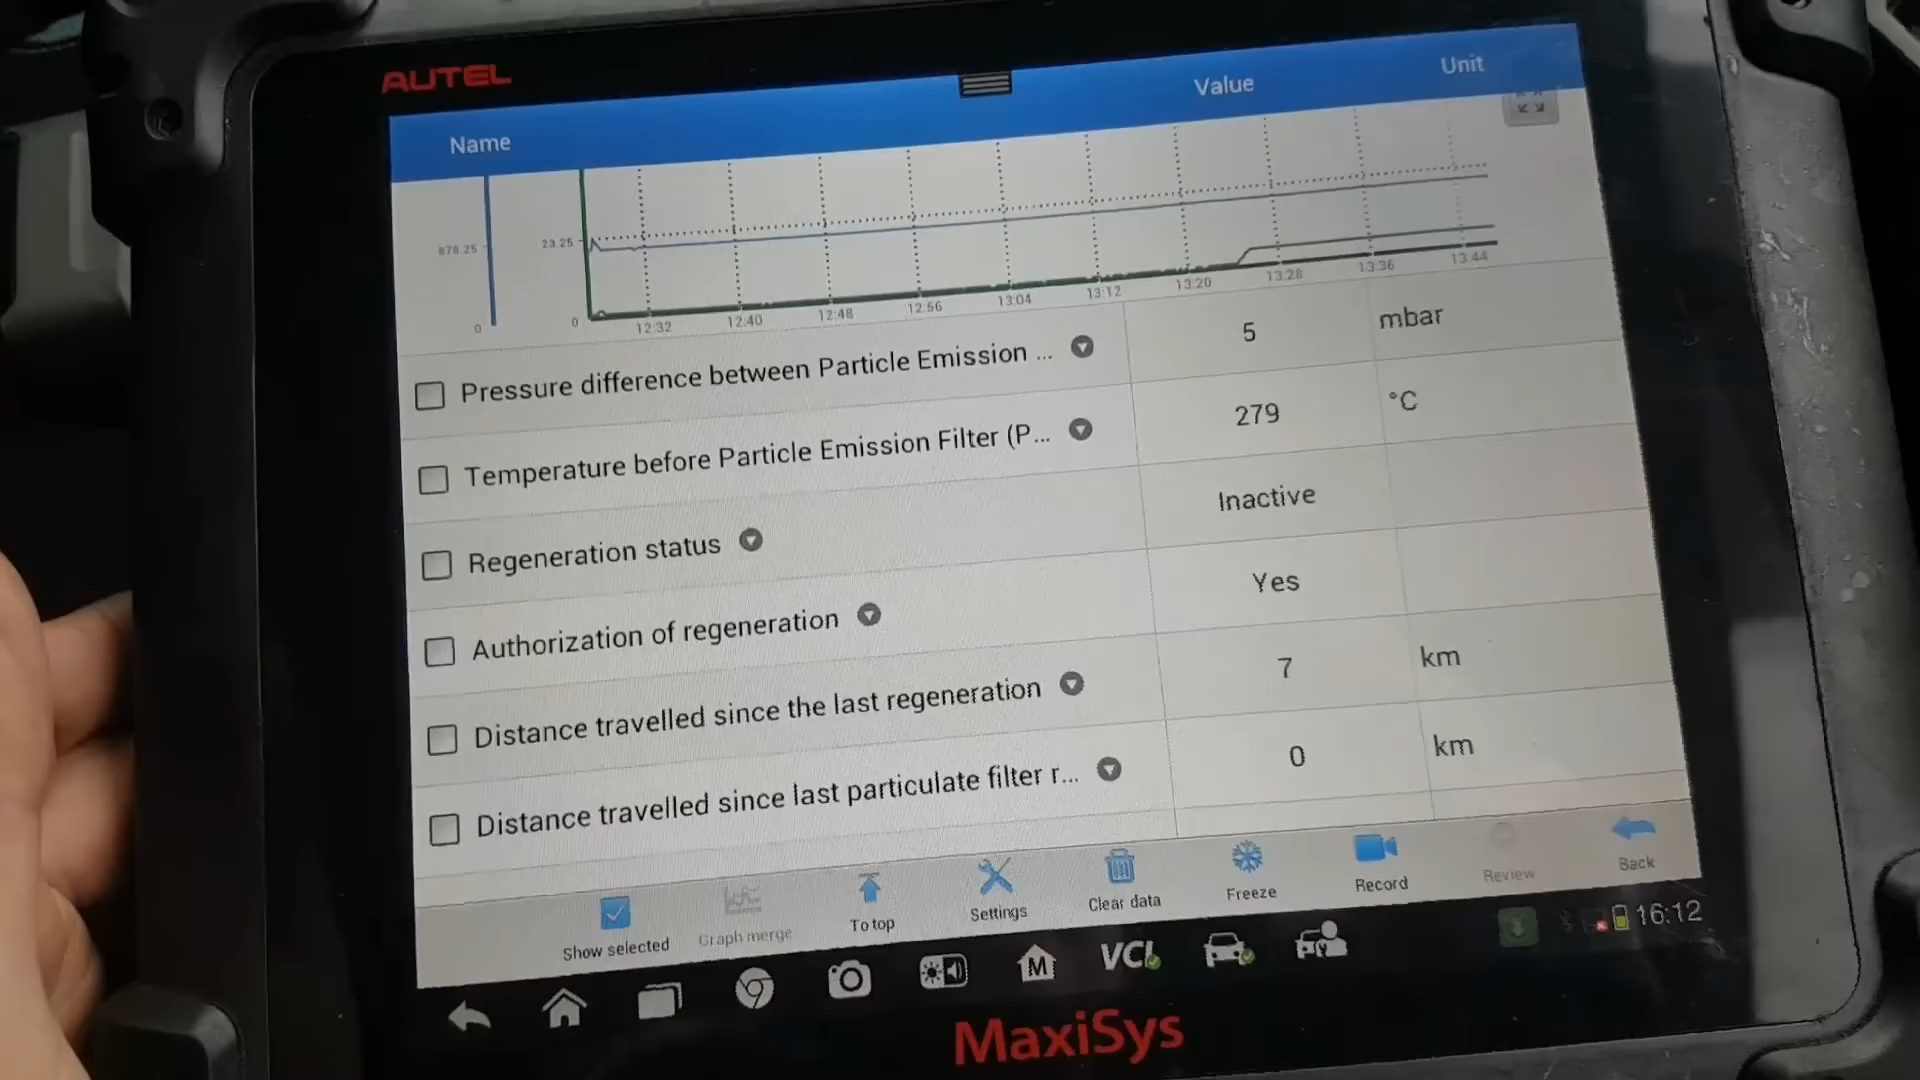 AUTEL
Name Value Unit
878.25 23.25
0 0
12:32 12:40 12:48 12:56 13:04 13:12 13:20 13:28 13:36 13:44
Pressure difference between Particle Emission ... 5 mbar
Temperature before Particle Emission Filter (P... 279 °C
Regeneration status Inactive
Authorization of regeneration Yes
Distance travelled since the last regeneration 7 km
Distance travelled since last particulate filter r... 0 km
Show selected Graph merge To top Settings Clear data Freeze Record Review Back
M VCI 16:12
MaxiSys